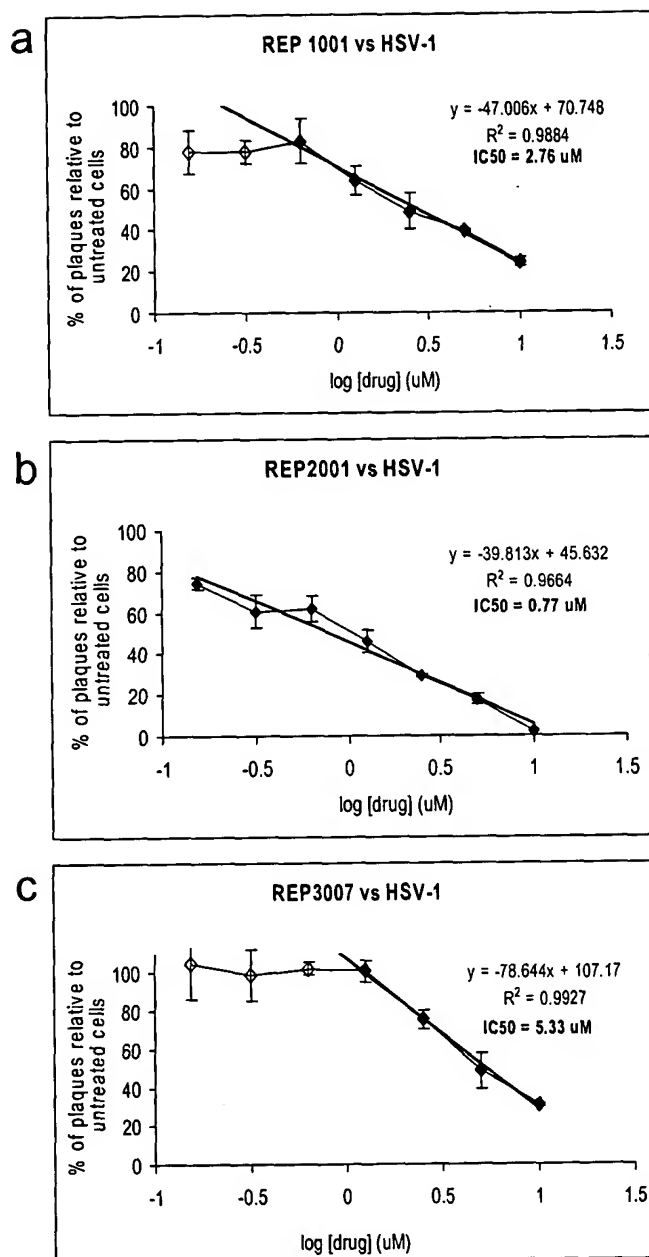 a
REP 1001 vs HSV-1
% of plaques relative to
untreated cells
100
80
60
40
20
0
-1
-0.5
0
0.5
1
1.5
log [drug] (uM)
y = -47.006x + 70.748
R² = 0.9884
IC50 = 2.76 uM
b
REP2001 vs HSV-1
% of plaques relative to
untreated cells
100
80
60
40
20
0
-1
-0.5
0
0.5
1
1.5
log [drug] (uM)
y = -39.813x + 45.632
R² = 0.9664
IC50 = 0.77 uM
c
REP3007 vs HSV-1
% of plaques relative to
untreated cells
100
80
60
40
20
0
-1
-0.5
0
0.5
1
1.5
log [drug] (uM)
y = -78.644x + 107.17
R² = 0.9927
IC50 = 5.33 uM